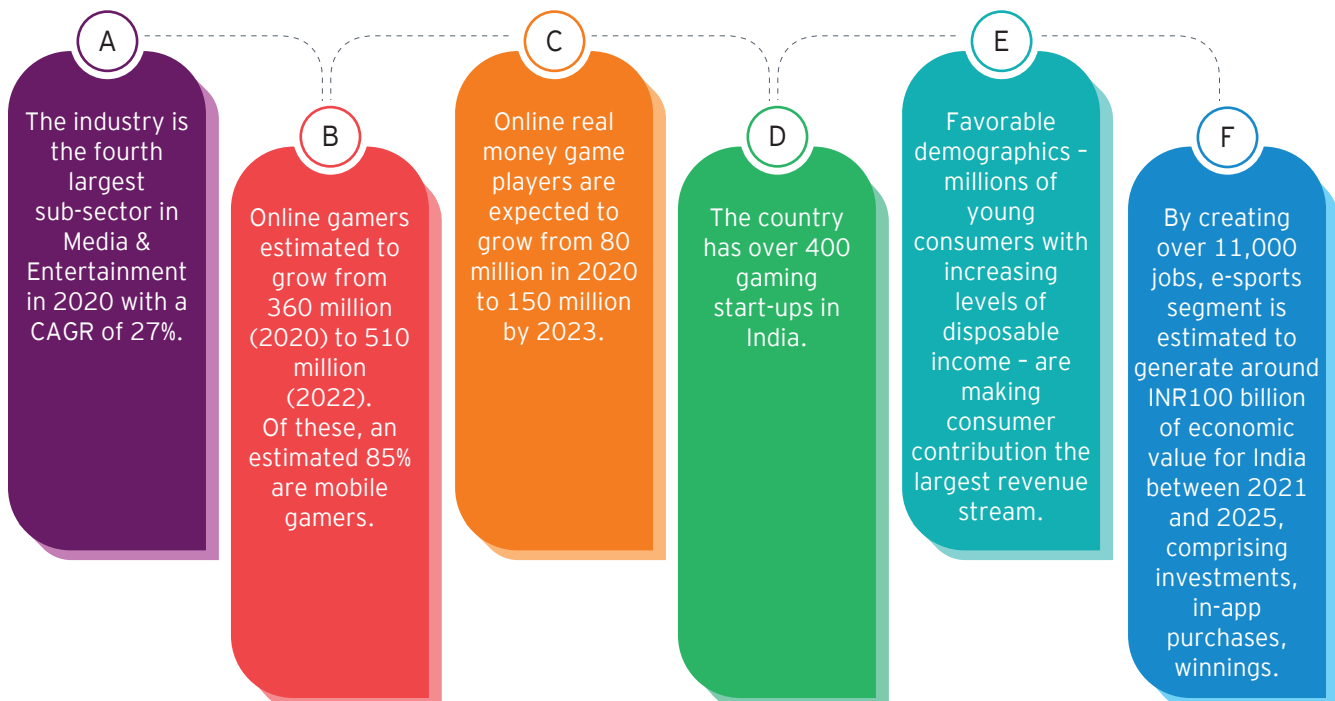 A
The industry is
the fourth
largest
sub-sector in
Media &
Entertainment
in 2020 with a
CAGR of 27%.
B
Online gamers
estimated to
grow from
360 million
(2020) to 510
million
(2022).
Of these, an
estimated 85%
are mobile
gamers.
C
Online real
money game
players are
expected to
grow from 80
million in 2020
to 150 million
by 2023.
D
The country
has over 400
gaming
start-ups in
India.
E
Favorable
demographics –
millions of
young
consumers with
increasing
levels of
disposable
income – are
making
consumer
contribution the
largest revenue
stream.
F
By creating
over 11,000
jobs, e-sports
segment is
estimated to
generate around
INR100 billion
of economic
value for India
between 2021
and 2025,
comprising
investments,
in-app
purchases,
winnings.